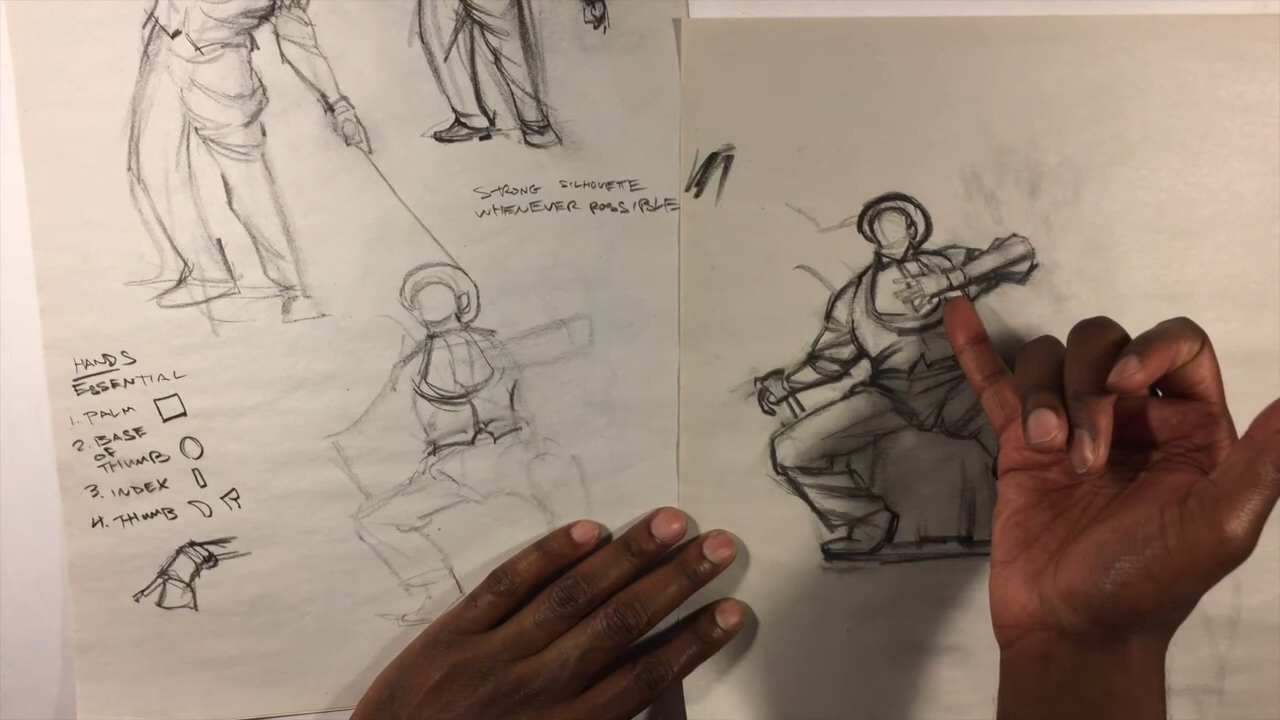 STRONG SILHOUETTE
WHENEVER POSSIBLE
HANDS
ESSENTIAL
1. PALM
2. BASE
OF
THUMB
3. INDEX
4. THUMB